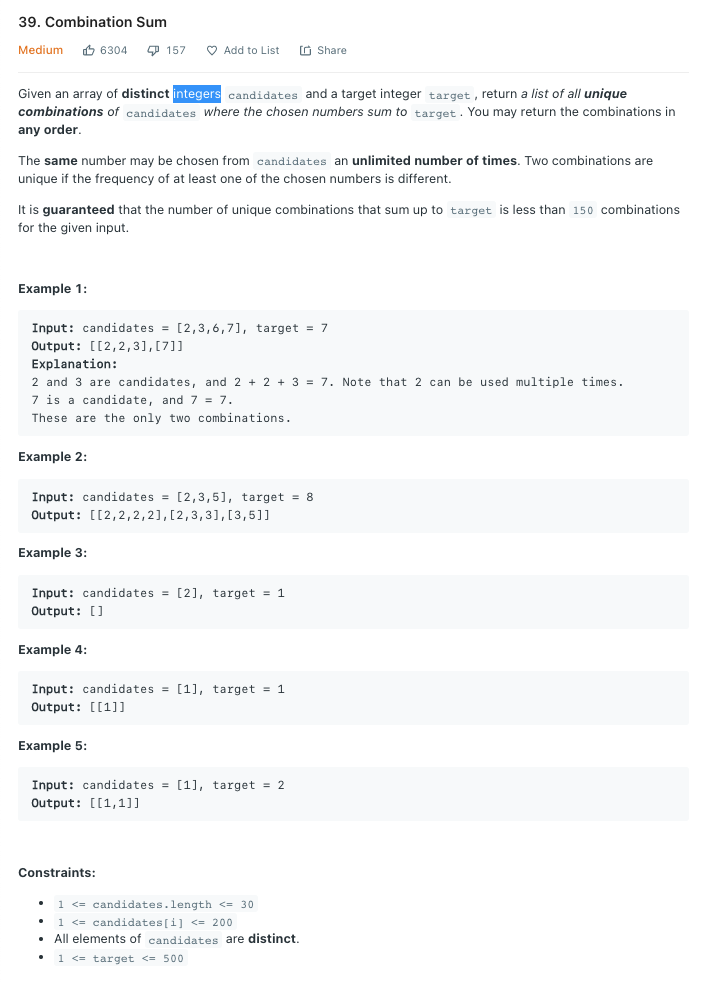 39. Combination Sum
Medium 6304 157 Add to List Share
Given an array of distinct integers candidates and a target integer target, return a list of all unique
combinations of candidates where the chosen numbers sum to target. You may return the combinations in
any order.
The same number may be chosen from candidates an unlimited number of times. Two combinations are
unique if the frequency of at least one of the chosen numbers is different.
It is guaranteed that the number of unique combinations that sum up to target is less than 150 combinations
for the given input.
Example 1:
Input: candidates = [2,3,6,7], target = 7
Output: [[2,2,3],[7]]
Explanation:
2 and 3 are candidates, and 2 + 2 + 3 = 7. Note that 2 can be used multiple times.
7 is a candidate, and 7 = 7.
These are the only two combinations.
Example 2:
Input: candidates = [2,3,5], target = 8
Output: [[2,2,2,2],[2,3,3],[3,5]]
Example 3:
Input: candidates = [2], target = 1
Output: []
Example 4:
Input: candidates = [1], target = 1
Output: [[1]]
Example 5:
Input: candidates = [1], target = 2
Output: [[1,1]]
Constraints:
• 1 <= candidates.length <= 30
• 1 <= candidates[i] <= 200
• All elements of candidates are distinct.
• 1 <= target <= 500